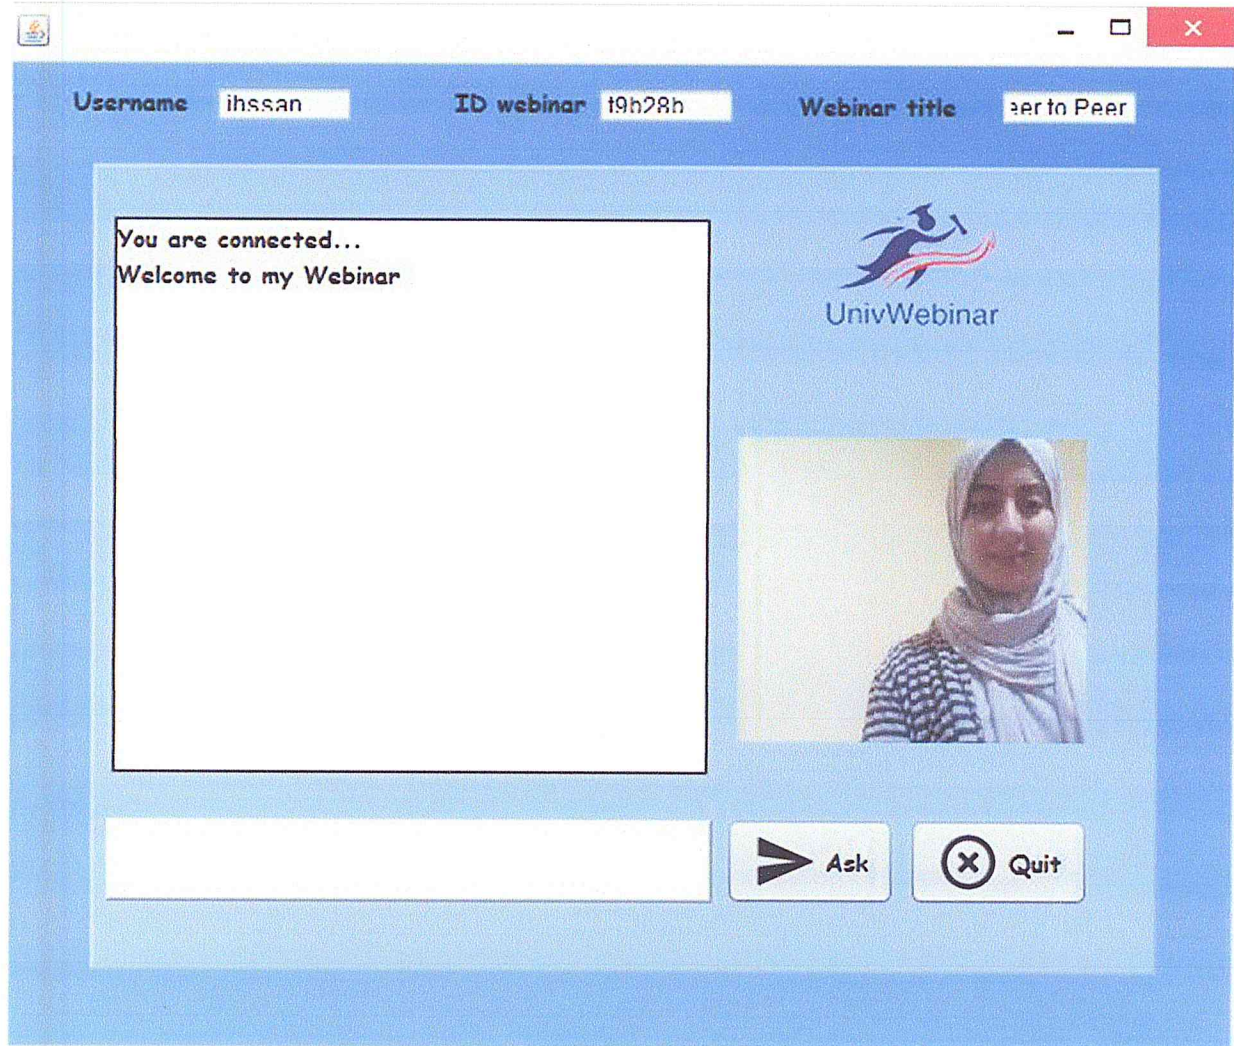 Username ihssan ID webinar t9h28h Webinar title eer to Peer
You are connected...
Welcome to my Webinar
UnivWebinar
Ask Quit